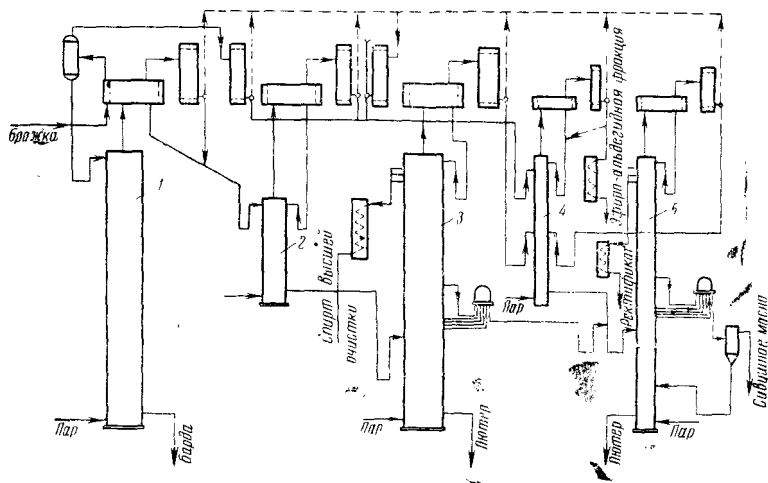 бражка
1
2
3
4
5
Эфиро-альдегидная фракция
Спирт высшей
очистки
Ректификат
Пар
Сивушное масло
Пар
Барда
Пар
Лютер
Лютер
Пар